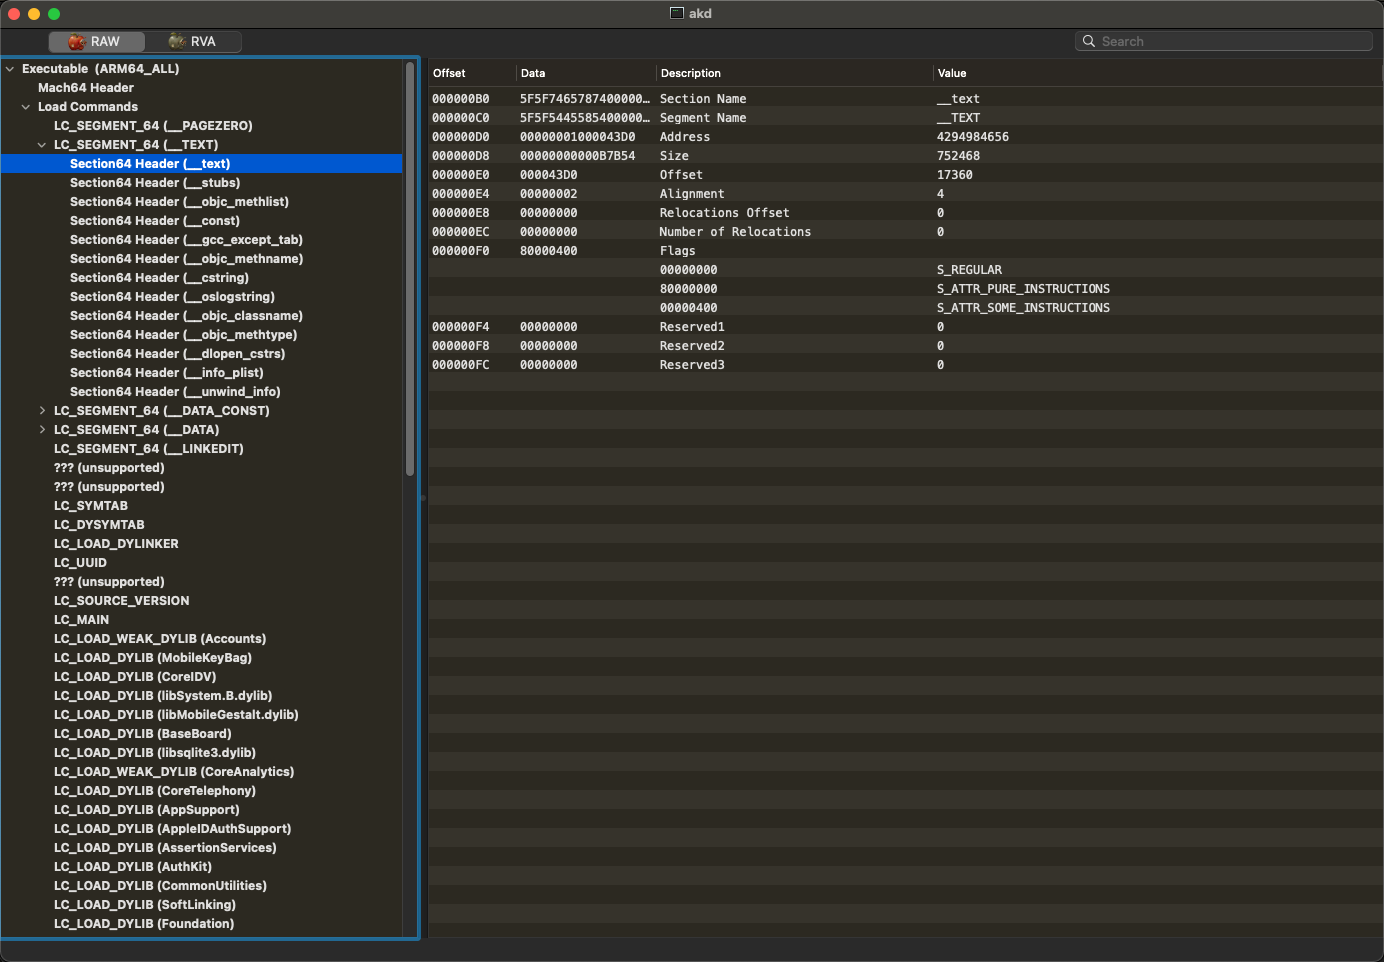 akd
RAW
RVA
Search
Executable (ARM64_ALL)
Mach64 Header
Load Commands
LC_SEGMENT_64 (__PAGEZERO)
LC_SEGMENT_64 (__TEXT)
Section64 Header (__text)
Section64 Header (__stubs)
Section64 Header (__objc_methlist)
Section64 Header (__const)
Section64 Header (__gcc_except_tab)
Section64 Header (__objc_methname)
Section64 Header (__cstring)
Section64 Header (__oslogstring)
Section64 Header (__objc_classname)
Section64 Header (__objc_methtype)
Section64 Header (__dlopen_cstrs)
Section64 Header (__info_plist)
Section64 Header (__unwind_info)
LC_SEGMENT_64 (__DATA_CONST)
LC_SEGMENT_64 (__DATA)
LC_SEGMENT_64 (__LINKEDIT)
??? (unsupported)
??? (unsupported)
LC_SYMTAB
LC_DYSYMTAB
LC_LOAD_DYLINKER
LC_UUID
??? (unsupported)
LC_SOURCE_VERSION
LC_MAIN
LC_LOAD_WEAK_DYLIB (Accounts)
LC_LOAD_DYLIB (MobileKeyBag)
LC_LOAD_DYLIB (CoreIDV)
LC_LOAD_DYLIB (libSystem.B.dylib)
LC_LOAD_DYLIB (libMobileGestalt.dylib)
LC_LOAD_DYLIB (BaseBoard)
LC_LOAD_DYLIB (libsqlite3.dylib)
LC_LOAD_WEAK_DYLIB (CoreAnalytics)
LC_LOAD_DYLIB (CoreTelephony)
LC_LOAD_DYLIB (AppSupport)
LC_LOAD_DYLIB (AppleIDAuthSupport)
LC_LOAD_DYLIB (AssertionServices)
LC_LOAD_DYLIB (AuthKit)
LC_LOAD_DYLIB (CommonUtilities)
LC_LOAD_DYLIB (SoftLinking)
LC_LOAD_DYLIB (Foundation)
Offset Data Description Value
000000B0 5F5F7465787400000… Section Name __text
000000C0 5F5F5445585400000… Segment Name __TEXT
000000D0 00000001000043D0 Address 4294984656
000000D8 00000000000B7B54 Size 752468
000000E0 000043D0 Offset 17360
000000E4 00000002 Alignment 4
000000E8 00000000 Relocations Offset 0
000000EC 00000000 Number of Relocations 0
000000F0 80000400 Flags
00000000 S_REGULAR
80000000 S_ATTR_PURE_INSTRUCTIONS
00000400 S_ATTR_SOME_INSTRUCTIONS
000000F4 00000000 Reserved1 0
000000F8 00000000 Reserved2 0
000000FC 00000000 Reserved3 0